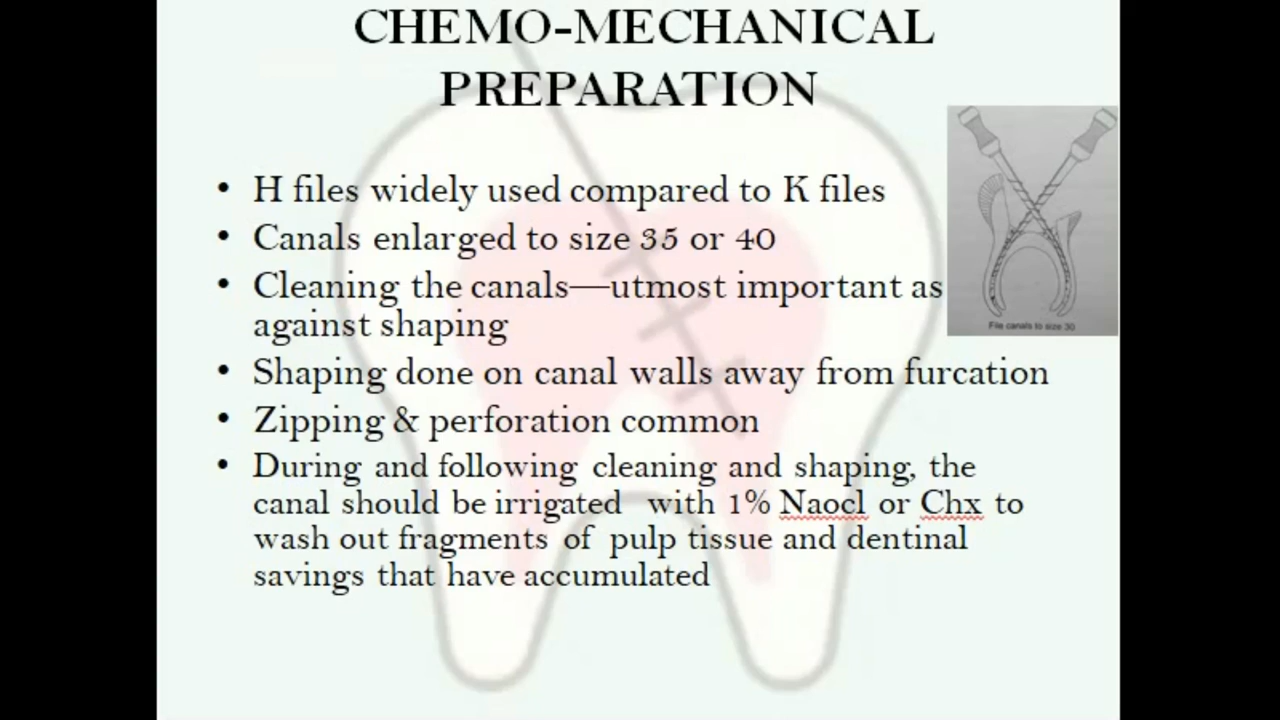 CHEMO-MECHANICAL
PREPARATION
• H files widely used compared to K files
• Canals enlarged to size 35 or 40
• Cleaning the canals—utmost important as
against shaping
File canals to size 30
• Shaping done on canal walls away from furcation
• Zipping & perforation common
• During and following cleaning and shaping, the
canal should be irrigated with 1% Naocl or Chx to
wash out fragments of pulp tissue and dentinal
savings that have accumulated